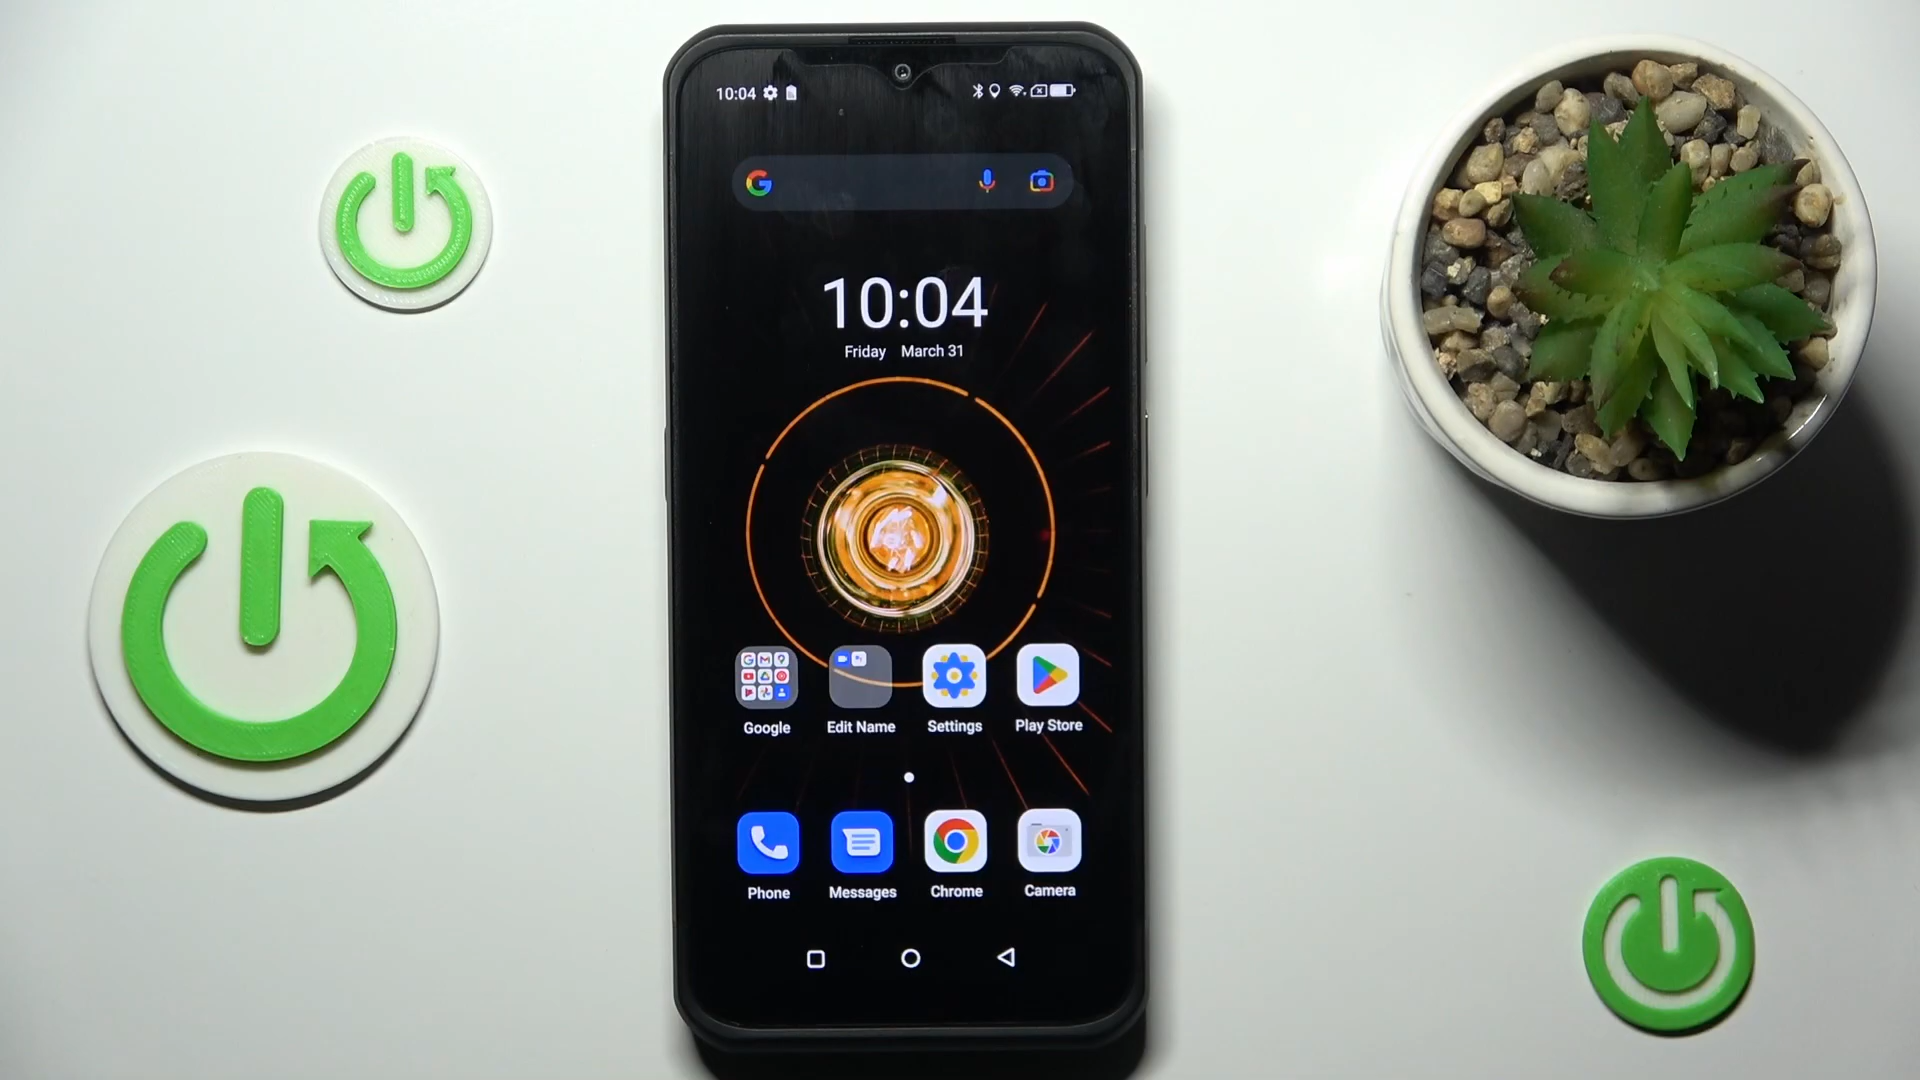 10:04
10:04
Friday March 31
Google
Edit Name
Settings
Play Store
Phone
Messages
Chrome
Camera